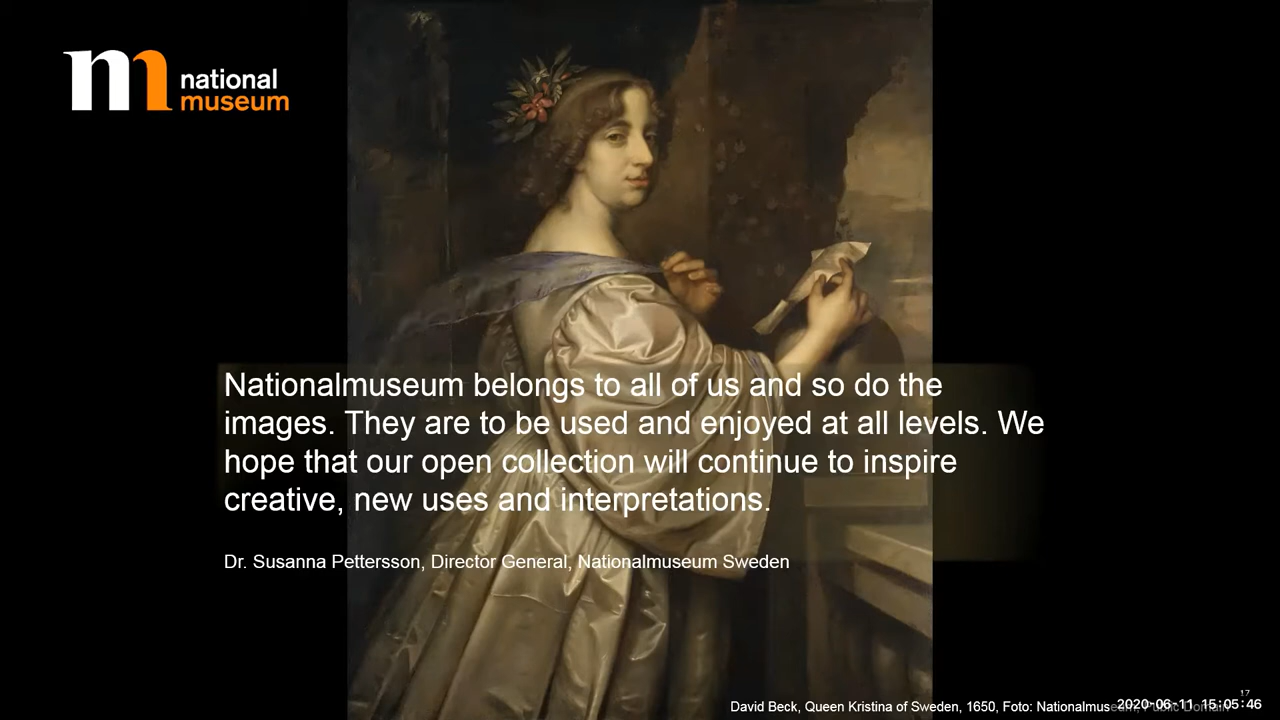 m national
museum
Nationalmuseum belongs to all of us and so do the
images. They are to be used and enjoyed at all levels. We
hope that our open collection will continue to inspire
creative, new uses and interpretations.
Dr. Susanna Pettersson, Director General, Nationalmuseum Sweden
17
David Beck, Queen Kristina of Sweden, 1650, Foto: Nationalmuseum, Public Domain
2020-06-11 15:05:46